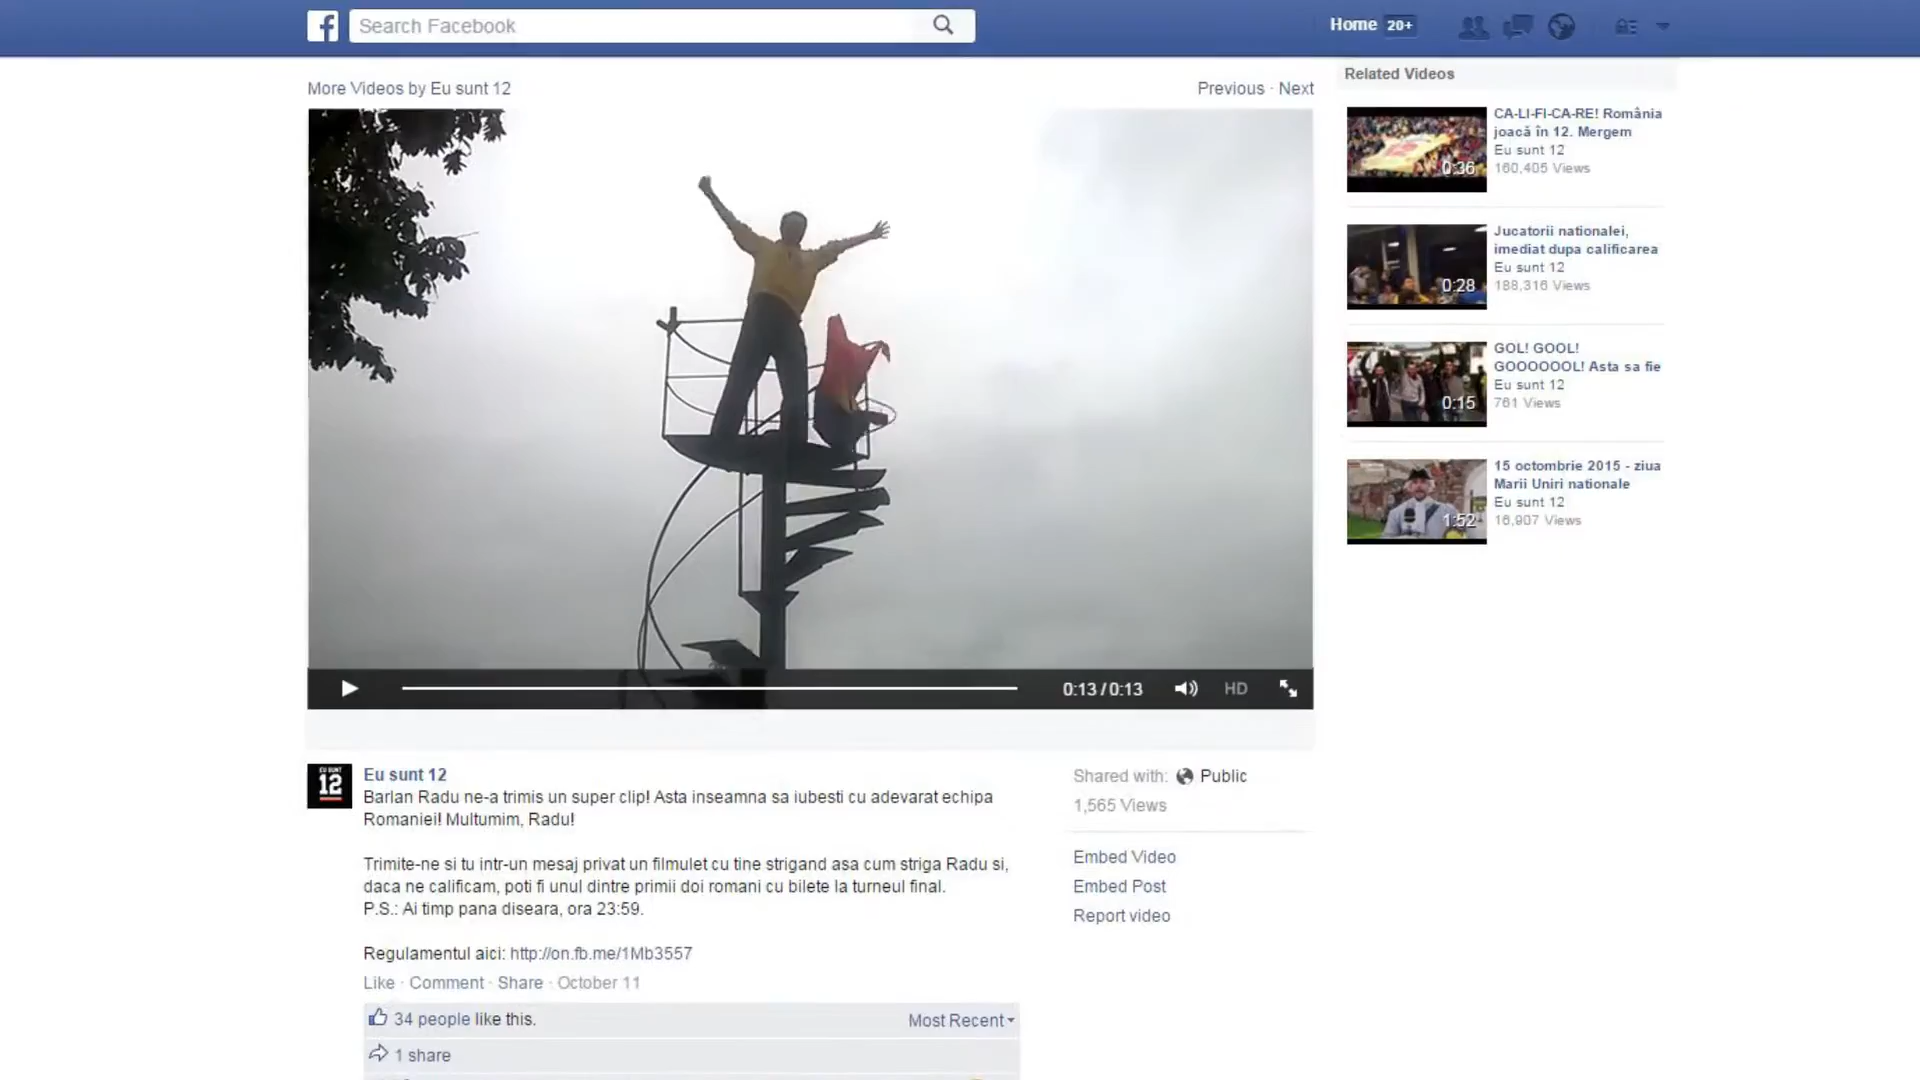 Search Facebook
Home 20+
More Videos by Eu sunt 12
Previous · Next
0:13 / 0:13
HD
Related Videos
0:36
CA-LI-FI-CA-RE! România
joacă în 12. Mergem
Eu sunt 12
160,405 Views
0:28
Jucatorii nationalei,
imediat dupa calificarea
Eu sunt 12
188,316 Views
0:15
GOL! GOOL!
GOOOOOOL! Asta sa fie
Eu sunt 12
761 Views
1:52
15 octombrie 2015 - ziua
Marii Uniri nationale
Eu sunt 12
16,907 Views
EU SUNT
12
Eu sunt 12
Barlan Radu ne-a trimis un super clip! Asta inseamna sa iubesti cu adevarat echipa
Romaniei! Multumim, Radu!
Trimite-ne si tu intr-un mesaj privat un filmulet cu tine strigand asa cum striga Radu si,
daca ne calificam, poti fi unul dintre primii doi romani cu bilete la turneul final.
P.S.: Ai timp pana diseara, ora 23:59.
Regulamentul aici: http://on.fb.me/1Mb3557
Like · Comment · Share · October 11
34 people like this.
Most Recent
1 share
Shared with: Public
1,565 Views
Embed Video
Embed Post
Report video